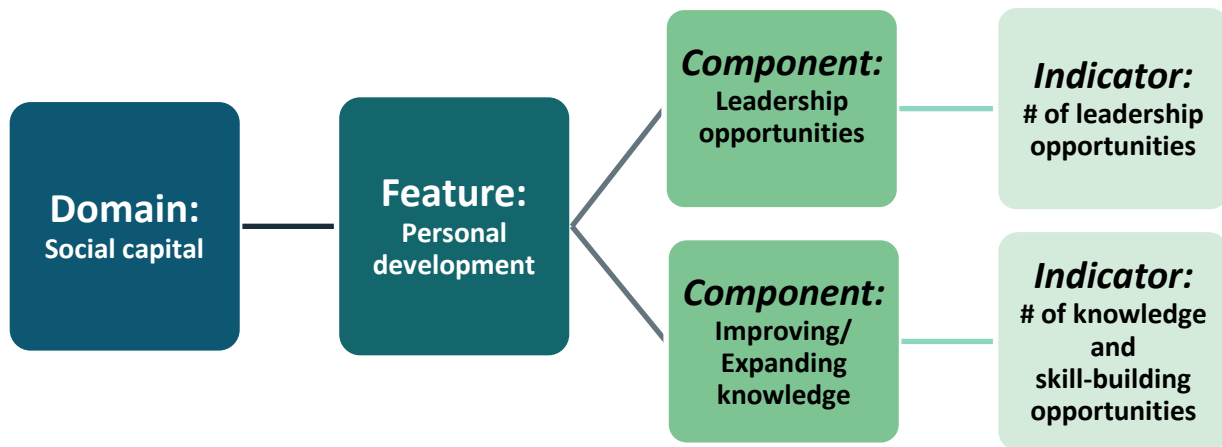 Domain:
Social capital
Feature:
Personal
development
Component:
Leadership
opportunities
Indicator:
# of leadership
opportunities
Component:
Improving/
Expanding
knowledge
Indicator:
# of knowledge
and
skill-building
opportunities